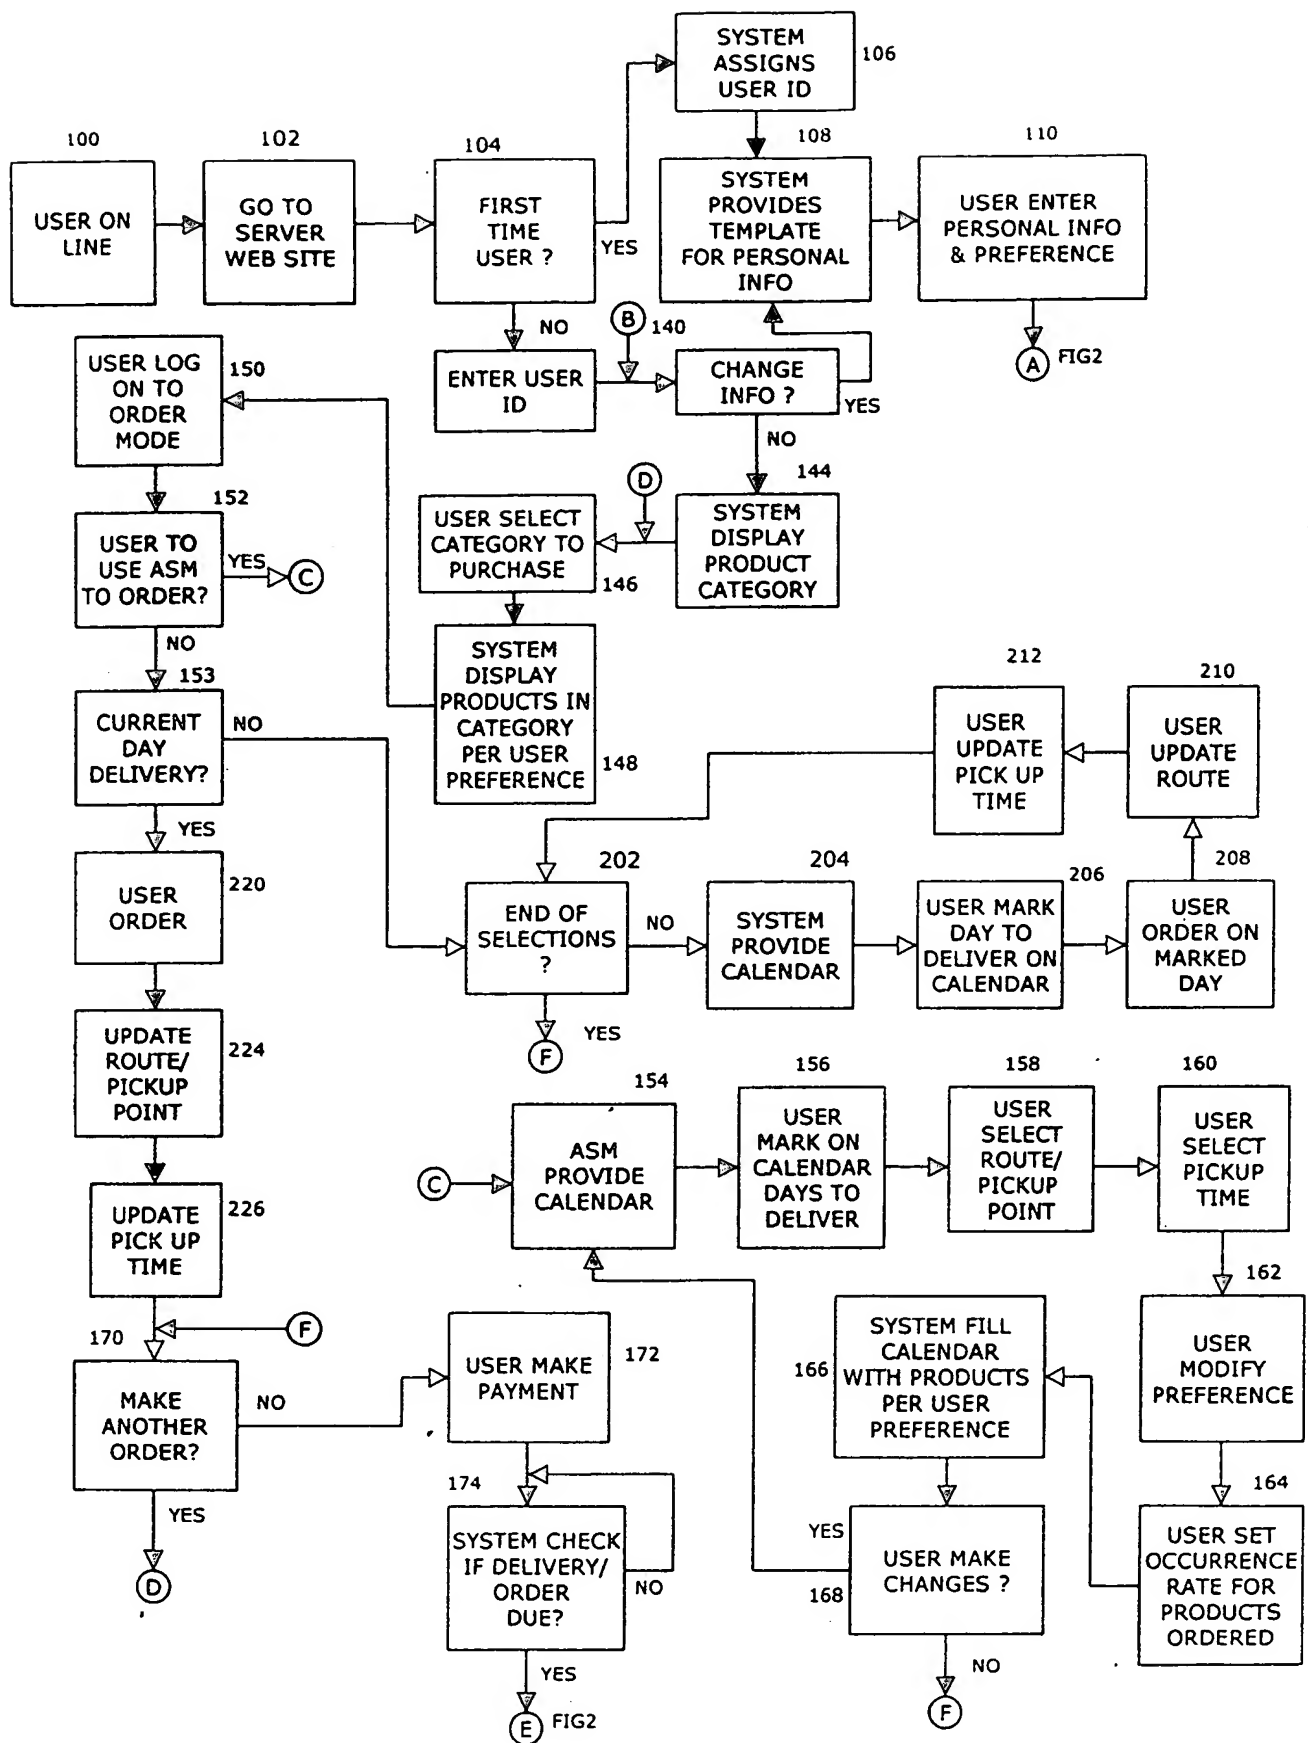 SYSTEM
ASSIGNS
USER ID
106
100
USER ON
LINE
102
GO TO
SERVER
WEB SITE
104
FIRST
TIME
USER ?
YES
NO
108
SYSTEM
PROVIDES
TEMPLATE
FOR PERSONAL
INFO
110
USER ENTER
PERSONAL INFO
& PREFERENCE
A
FIG2
ENTER USER
ID
B
140
CHANGE
INFO ?
YES
NO
144
SYSTEM
DISPLAY
PRODUCT
CATEGORY
D
USER SELECT
CATEGORY TO
PURCHASE
146
SYSTEM
DISPLAY
PRODUCTS IN
CATEGORY
PER USER
PREFERENCE
148
USER LOG
ON TO
ORDER
MODE
150
152
USER TO
USE ASM
TO ORDER?
YES
C
NO
153
CURRENT
DAY
DELIVERY?
NO
YES
USER
ORDER
220
UPDATE
ROUTE/
PICKUP
POINT
224
UPDATE
PICK UP
TIME
226
F
170
MAKE
ANOTHER
ORDER?
NO
YES
D
212
USER
UPDATE
PICK UP
TIME
210
USER
UPDATE
ROUTE
202
END OF
SELECTIONS
?
NO
YES
F
204
SYSTEM
PROVIDE
CALENDAR
206
USER MARK
DAY TO
DELIVER ON
CALENDAR
208
USER
ORDER ON
MARKED
DAY
C
154
ASM
PROVIDE
CALENDAR
156
USER
MARK ON
CALENDAR
DAYS TO
DELIVER
158
USER
SELECT
ROUTE/
PICKUP
POINT
160
USER
SELECT
PICKUP
TIME
162
USER
MODIFY
PREFERENCE
164
USER SET
OCCURRENCE
RATE FOR
PRODUCTS
ORDERED
166
SYSTEM FILL
CALENDAR
WITH PRODUCTS
PER USER
PREFERENCE
168
USER MAKE
CHANGES ?
YES
NO
F
USER MAKE
PAYMENT
172
174
SYSTEM CHECK
IF DELIVERY/
ORDER
DUE?
NO
YES
E
FIG2